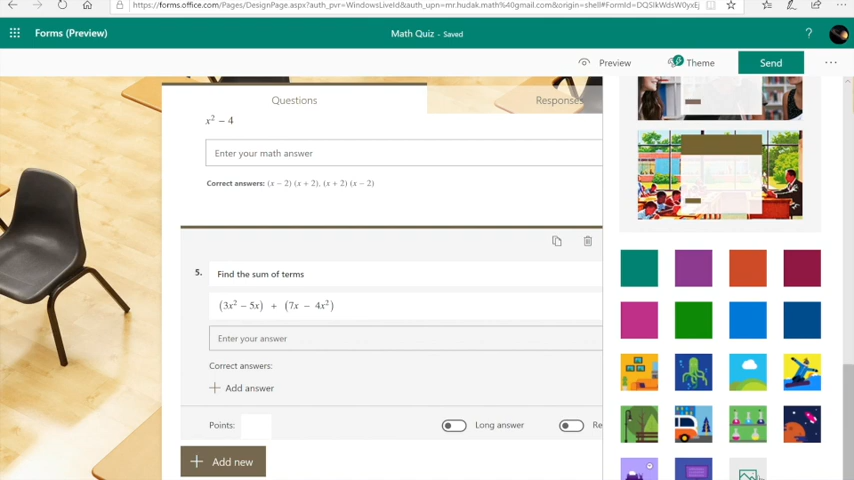 https://forms.office.com/Pages/DesignPage.aspx?auth_pvr=WindowsLiveId&auth_upn=mr.hudak.math%40gmail.com&origin=shell#FormId=DQSIkWdsW0yxEj
Forms (Preview)
Math Quiz - Saved
?
Preview
Theme
Send
Questions
Responses
x² − 4
Enter your math answer
Correct answers: (x − 2) (x + 2), (x + 2) (x − 2)
5. Find the sum of terms
(3x² − 5x) + (7x − 4x²)
Enter your answer
Correct answers:
+ Add answer
Points:
Long answer
Re
+ Add new